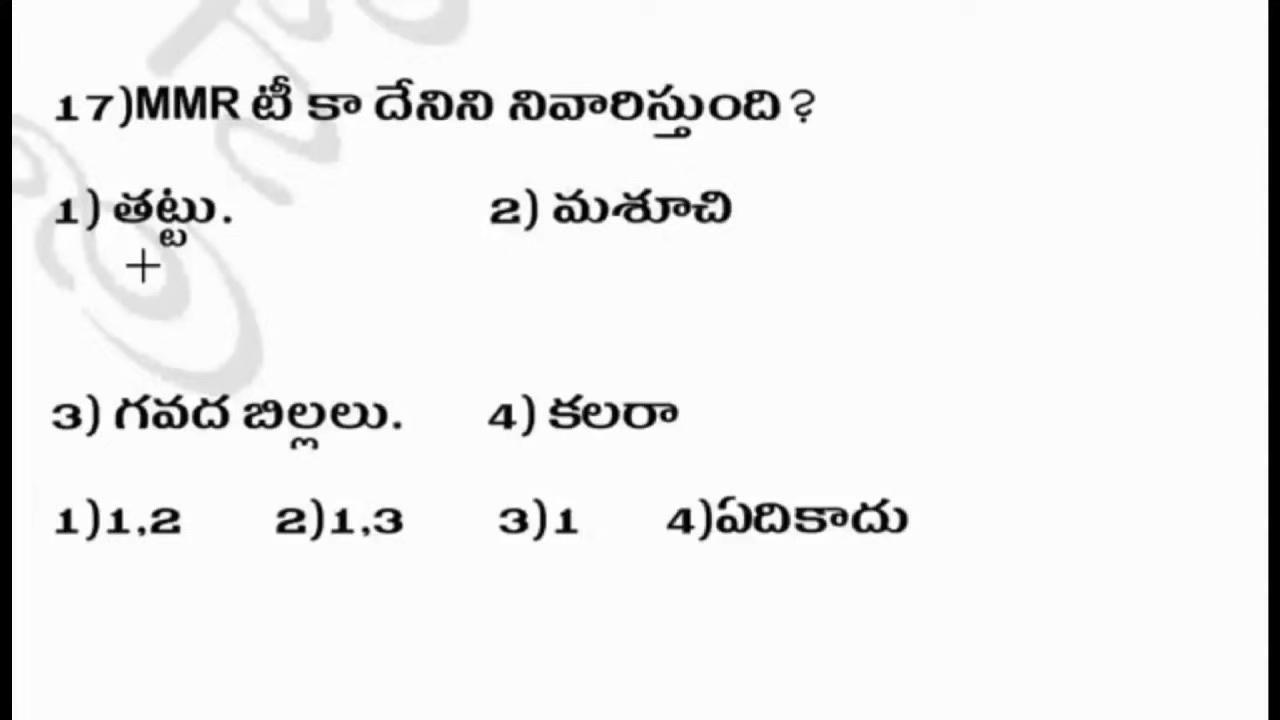 17)MMR టీ కా దేనిని నివారిస్తుంది?
1) తట్టు. 2) మశూచి
3) గవద బిల్లలు. 4) కలరా
1)1,2 2)1,3 3)1 4)ఏదికాదు